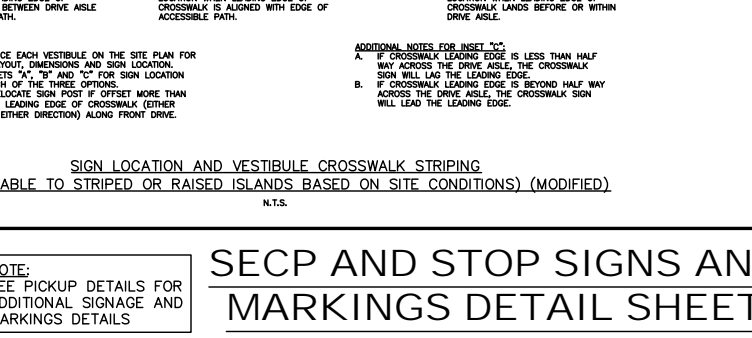 BETWEEN DRIVE AISLE
CROSSWALK IS ALIGNED WITH EDGE OF
ACCESSIBLE PATH.
CROSSWALK LANDS BEFORE OR WITHIN
DRIVE AISLE.
CE EACH VESTIBULE ON THE SITE PLAN FOR
YOUT, DIMENSIONS AND SIGN LOCATION.
ETS "A", "B" AND "C" FOR SIGN LOCATION
H OF THE THREE OPTIONS.
ELOCATE SIGN POST IF OFFSET MORE THAN
LEADING EDGE OF CROSSWALK (EITHER
EITHER DIRECTION) ALONG FRONT DRIVE.
ADDITIONAL NOTES FOR INSET "C":
A. IF CROSSWALK LEADING EDGE IS LESS THAN HALF
WAY ACROSS THE DRIVE AISLE, THE CROSSWALK
SIGN WILL LAG THE LEADING EDGE.
B. IF CROSSWALK LEADING EDGE IS BEYOND HALF WAY
ACROSS THE DRIVE AISLE, THE CROSSWALK SIGN
WILL LEAD THE LEADING EDGE.
SIGN LOCATION AND VESTIBULE CROSSWALK STRIPING
ABLE TO STRIPED OR RAISED ISLANDS BASED ON SITE CONDITIONS) (MODIFIED)
N.T.S.
OTE:
EE PICKUP DETAILS FOR
DDITIONAL SIGNAGE AND
ARKINGS DETAILS
SECP AND STOP SIGNS AN
MARKINGS DETAIL SHEET